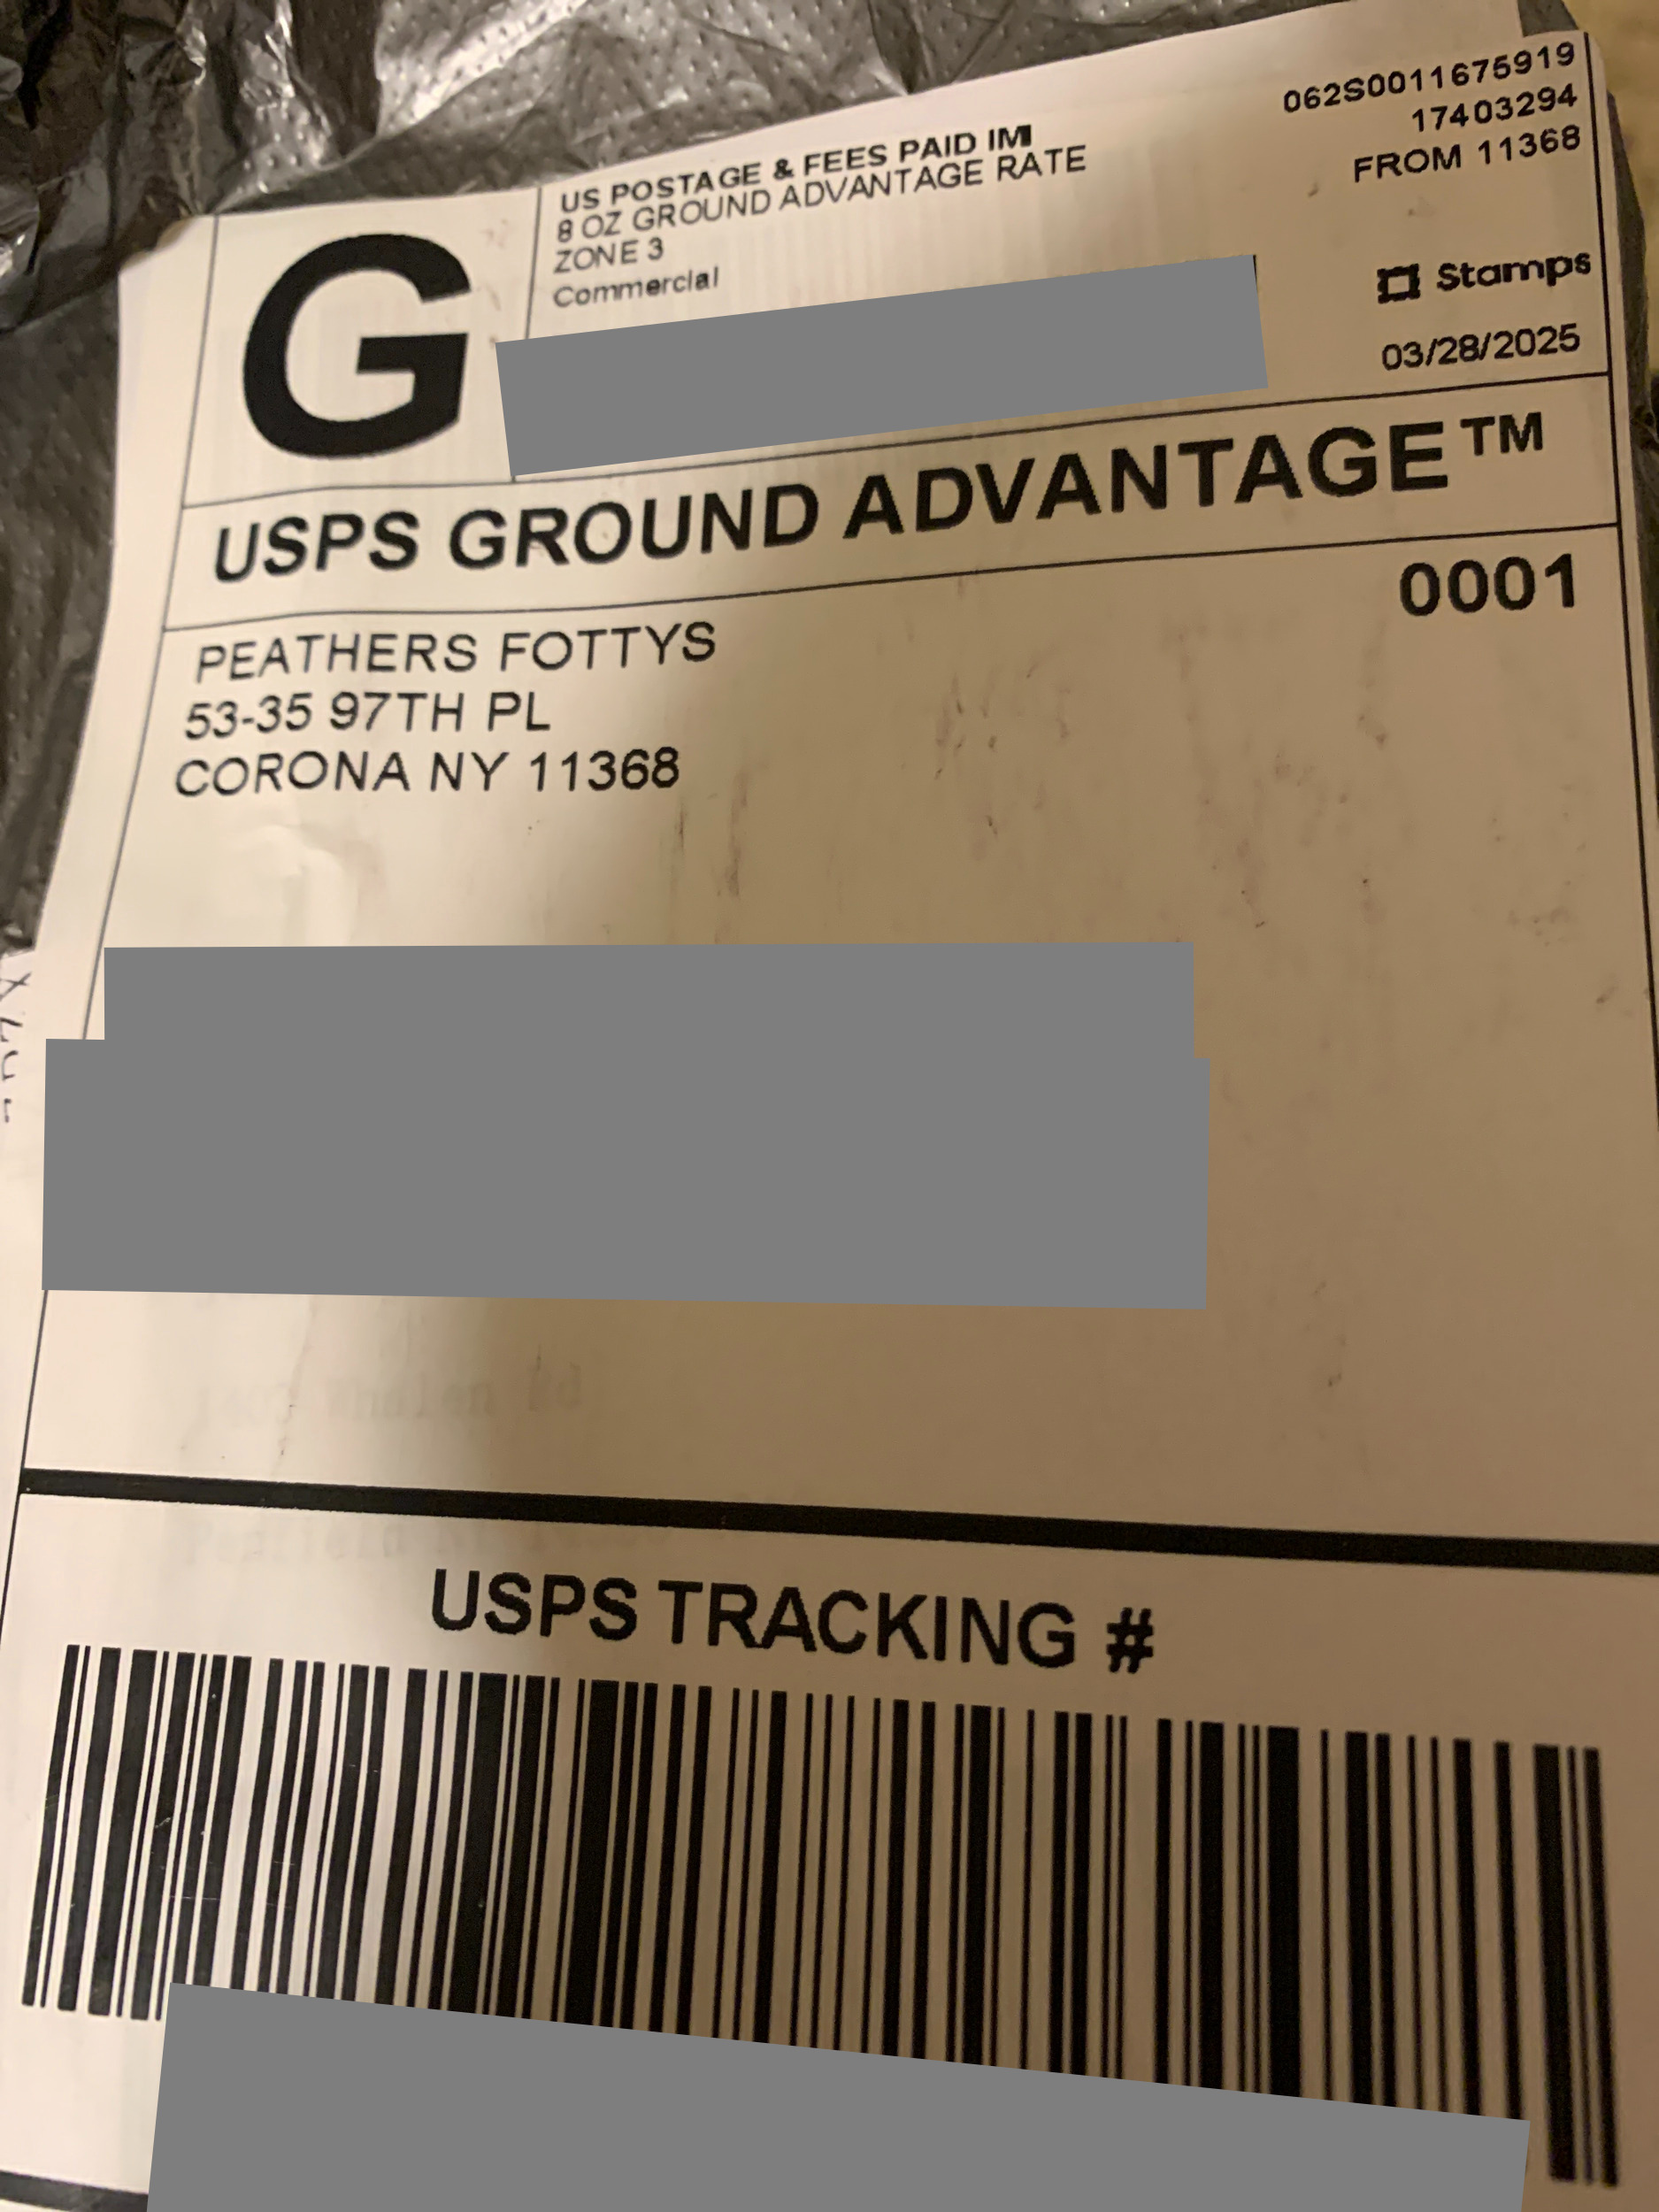 062S0011675919
17403294
FROM 11368
US POSTAGE & FEES PAID IMI
8 OZ GROUND ADVANTAGE RATE
ZONE 3
Commercial
Stamps
03/28/2025
G
USPS GROUND ADVANTAGE™
0001
PEATHERS FOTTYS
53-35 97TH PL
CORONA NY 11368
USPS TRACKING #